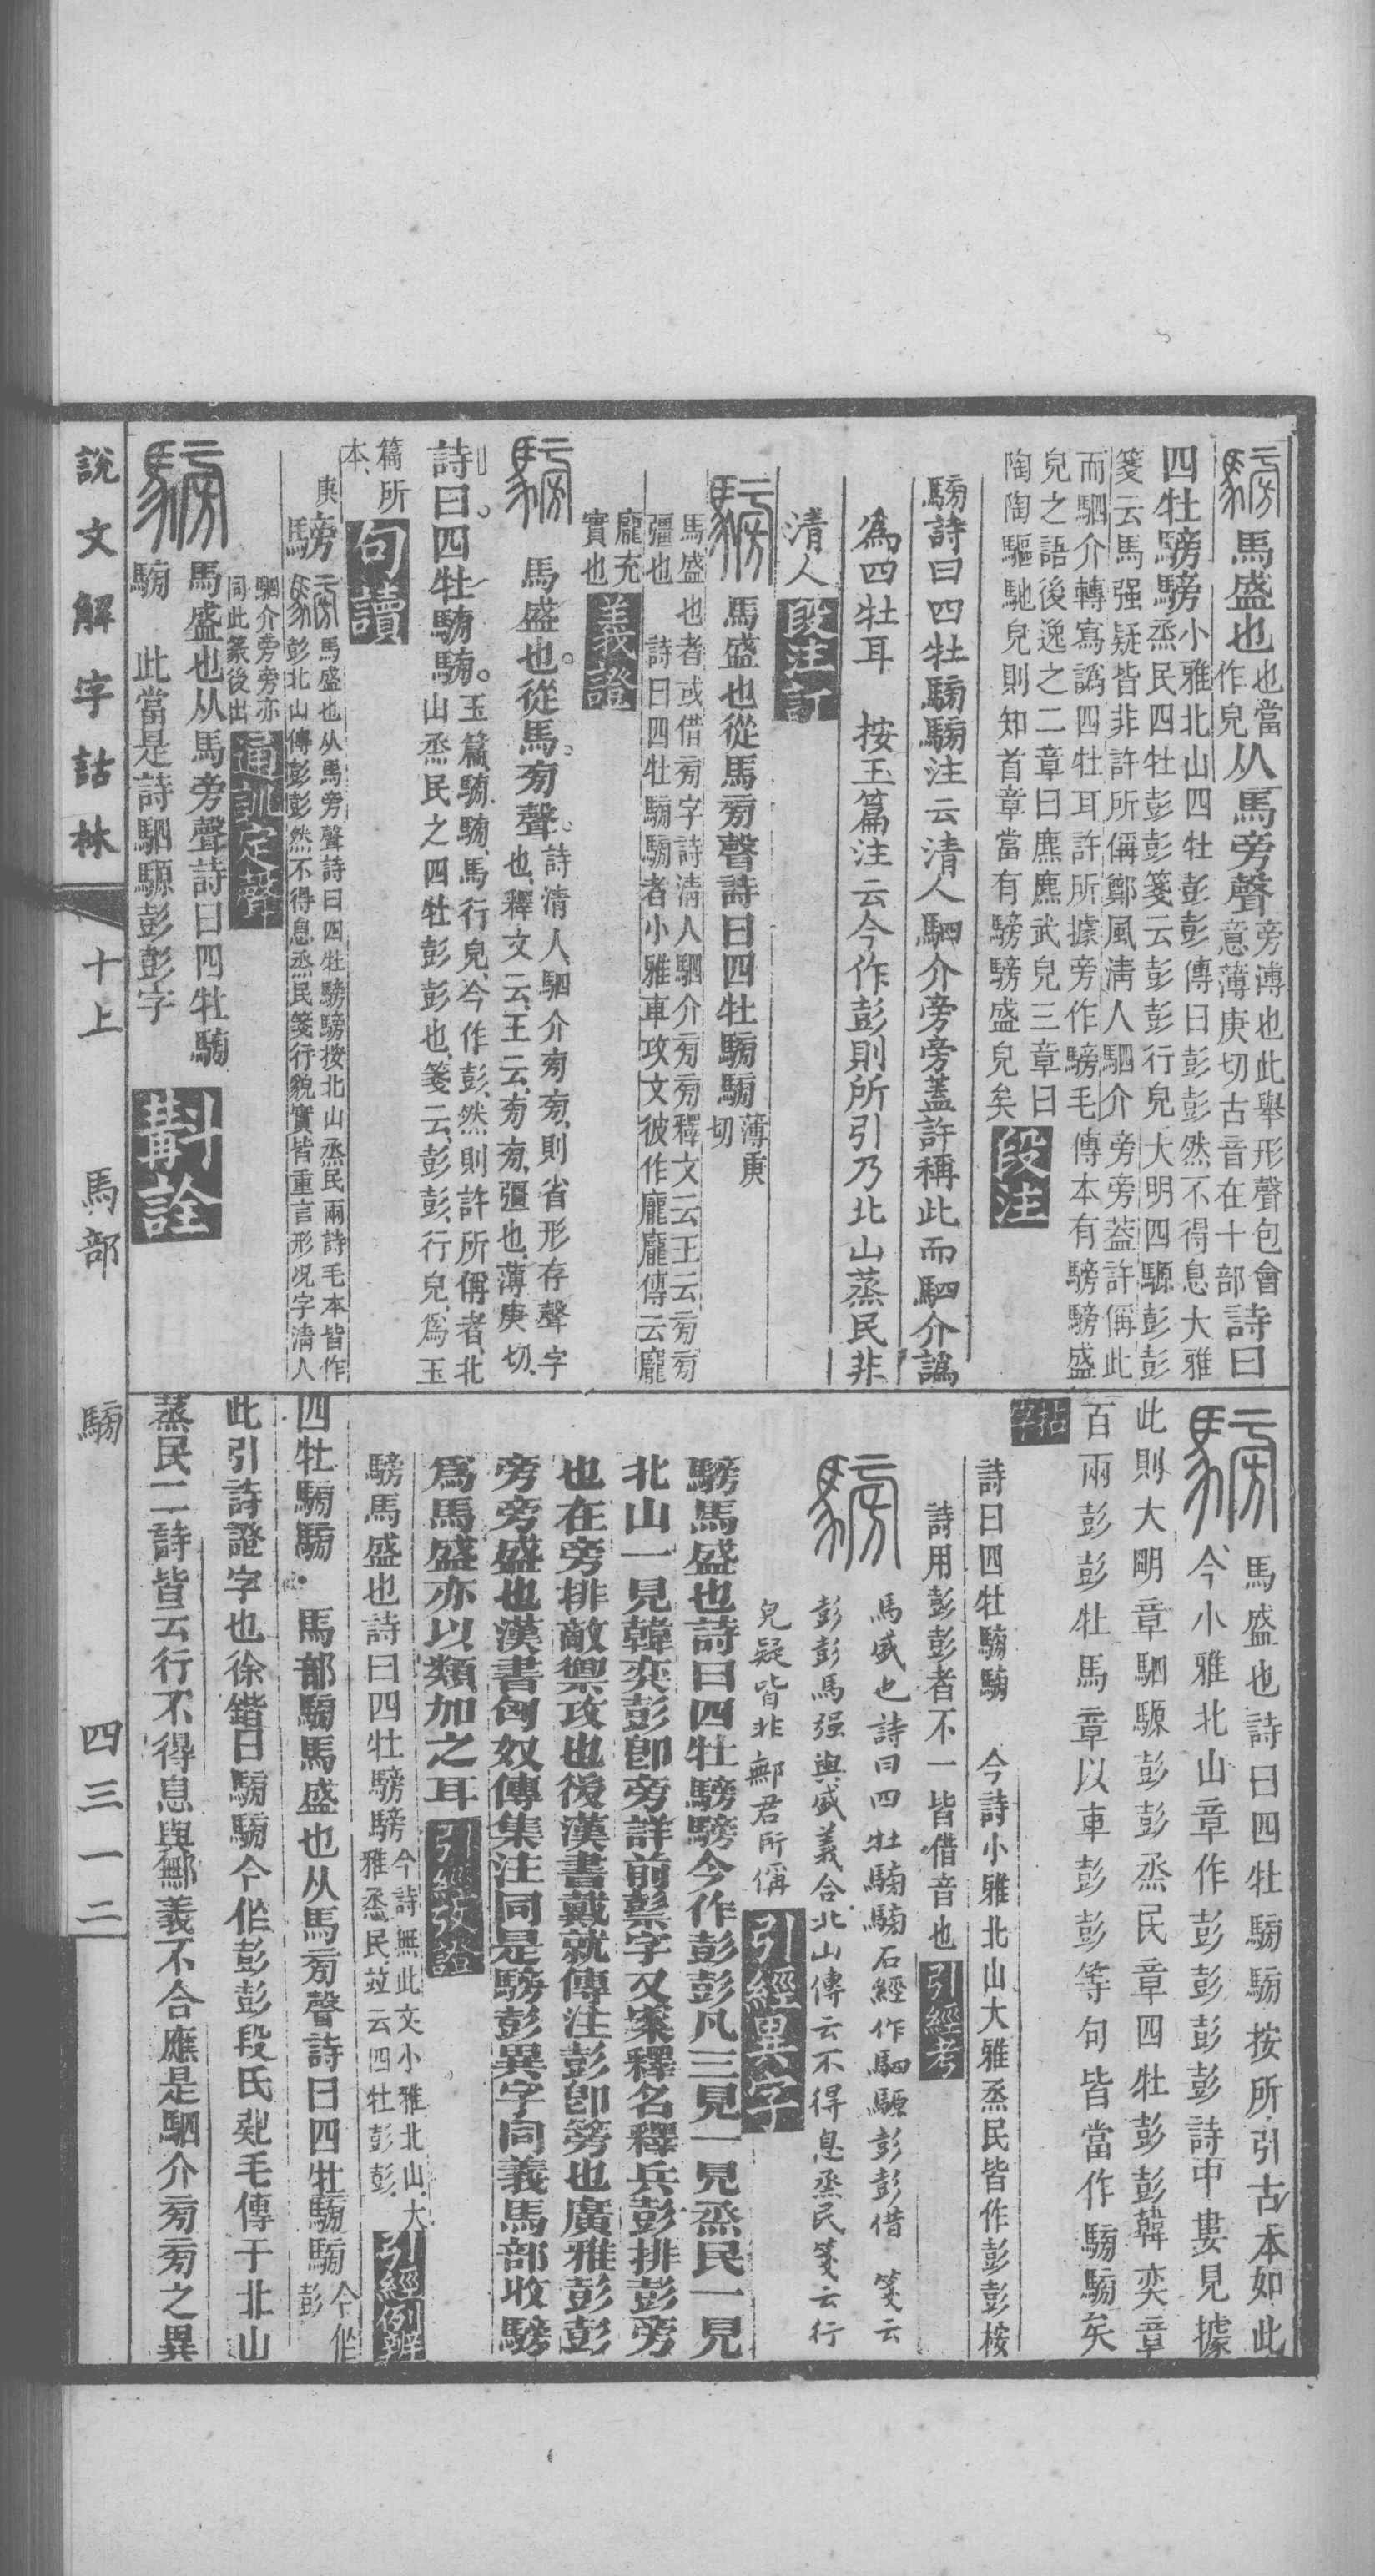 馬盛也也當作皃从馬旁聲旁溥也此舉形聲包會意薄庚切古音在十部詩曰
四牡騯騯小雅北山四牡彭彭傳曰彭彭然不得息大雅烝民四牡彭彭箋云彭彭行皃大明四騵彭彭
箋云馬强疑皆非許所偁鄭風清人駟介旁旁葢許偁此
而駟介轉寫譌四牡耳許所據旁作騯毛傳本有騯騯盛
皃之語後逸之二章曰麃麃武皃三章曰
陶陶驅馳皃則知首章當有騯騯盛皃矣
段注
騯詩曰四牡騯騯注云清人駟介旁旁蓋許稱此而駟介譌
爲四牡耳 按玉篇注云今作彭則所引乃北山蒸民非
清人
段注訂
馬盛也從馬㫄聲詩曰四牡騯騯薄庚切
馬盛也者或借㫄字詩清人駟介㫄㫄釋文云王云㫄㫄
彊也 詩曰四牡騯騯者小雅車攻文彼作龐龐傳云龐
龐充
實也
義證
馬盛也從馬㫄聲詩清人駟介㫄㫄則省形存聲字也釋文云王云㫄㫄彊也薄庚切
詩曰四牡騯騯玉篇騯騯馬行皃今作彭然則許所偁者北山烝民之四牡彭彭也箋云彭彭行皃爲玉
篇所
本
句讀
庚
騯
馬盛也从馬旁聲詩曰四牡騯騯按北山烝民兩詩毛本皆作
彭北山傳彭彭然不得息烝民箋行貌實皆重言形况字清人
駟介旁旁亦
同此篆後出
通訓定聲
馬盛也从馬旁聲詩曰四牡騯
騯 此當是詩駟騵彭彭字
斠詮
馬盛也詩曰四牡騯騯按所引古本如此
今小雅北山章作彭彭彭詩中婁見據
此則大明章駟騵彭彭烝民章四牡彭彭韓奕章
百兩彭彭牡馬章以車彭彭等句皆當作騯騯矣
拈字
詩曰四牡騯騯 今詩小雅北山大雅烝民皆作彭彭桉
詩用彭彭者不一皆借音也
引經考
馬盛也詩曰四牡騯騯石經作駟騵彭彭借 箋云
彭彭馬强與盛義合北山傳云不得息烝民箋云行
皃疑皆非鄦君所偁
引經異字
騯馬盛也詩曰四牡騯騯今作彭彭凡三見一見烝民一見
北山一見韓奕彭卽旁詳前鬃字又案釋名釋兵彭排彭旁
也在旁排敵禦攻也後漢書戴就傳注彭卽篣也廣雅彭彭
旁旁盛也漢書匈奴傳集注同是騯彭異字同義馬部收騯
爲馬盛亦以類加之耳
引經攷證
騯馬盛也詩曰四牡騯騯今詩無此文小雅北山大雅烝民竝云四牡彭彭
引經例辨
四牡騯騯 馬部騯馬盛也从馬㫄聲詩曰四牡騯騯今作彭
此引詩證字也徐鍇曰騯騯今作彭彭段氏㠯毛傳于北山
蒸民二詩皆云行不得息與鄦義不合應是駟介㫄㫄之異
說文解字詁林 十上 馬部 騯 四三一二